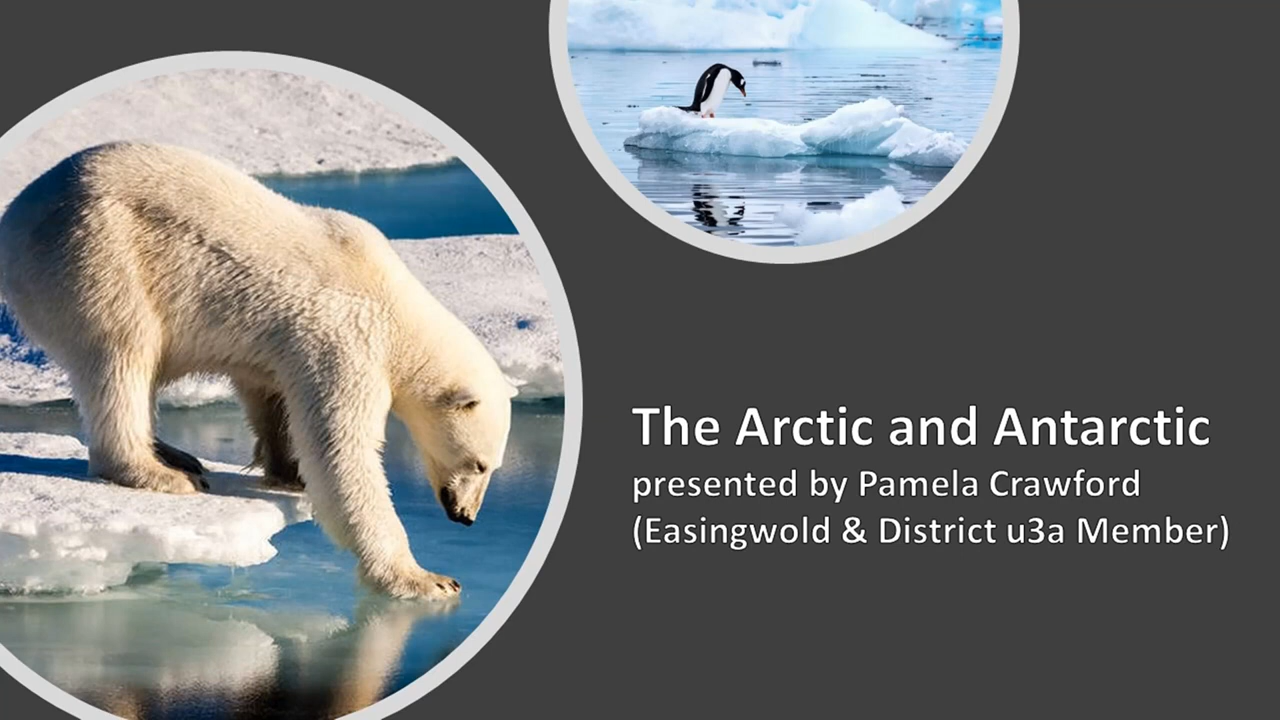 The Arctic and Antarctic
presented by Pamela Crawford
(Easingwold & District u3a Member)